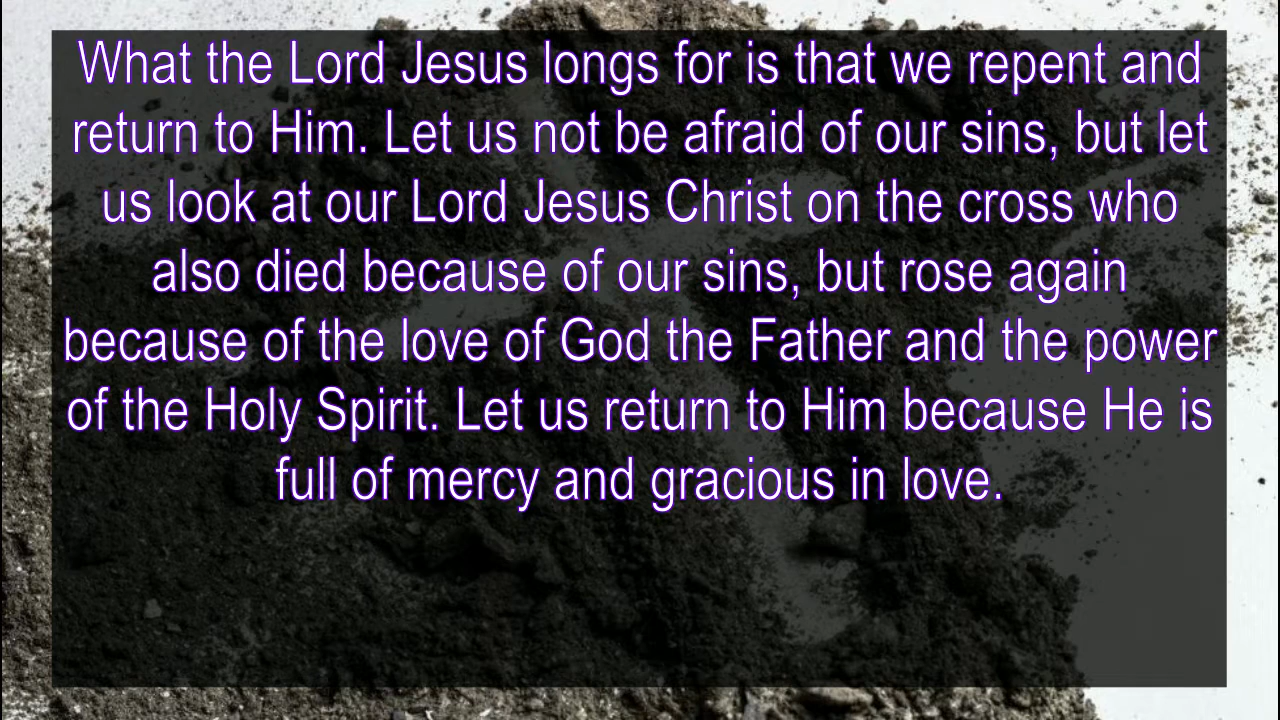 What the Lord Jesus longs for is that we repent and
return to Him. Let us not be afraid of our sins, but let
us look at our Lord Jesus Christ on the cross who
also died because of our sins, but rose again
because of the love of God the Father and the power
of the Holy Spirit. Let us return to Him because He is
full of mercy and gracious in love.